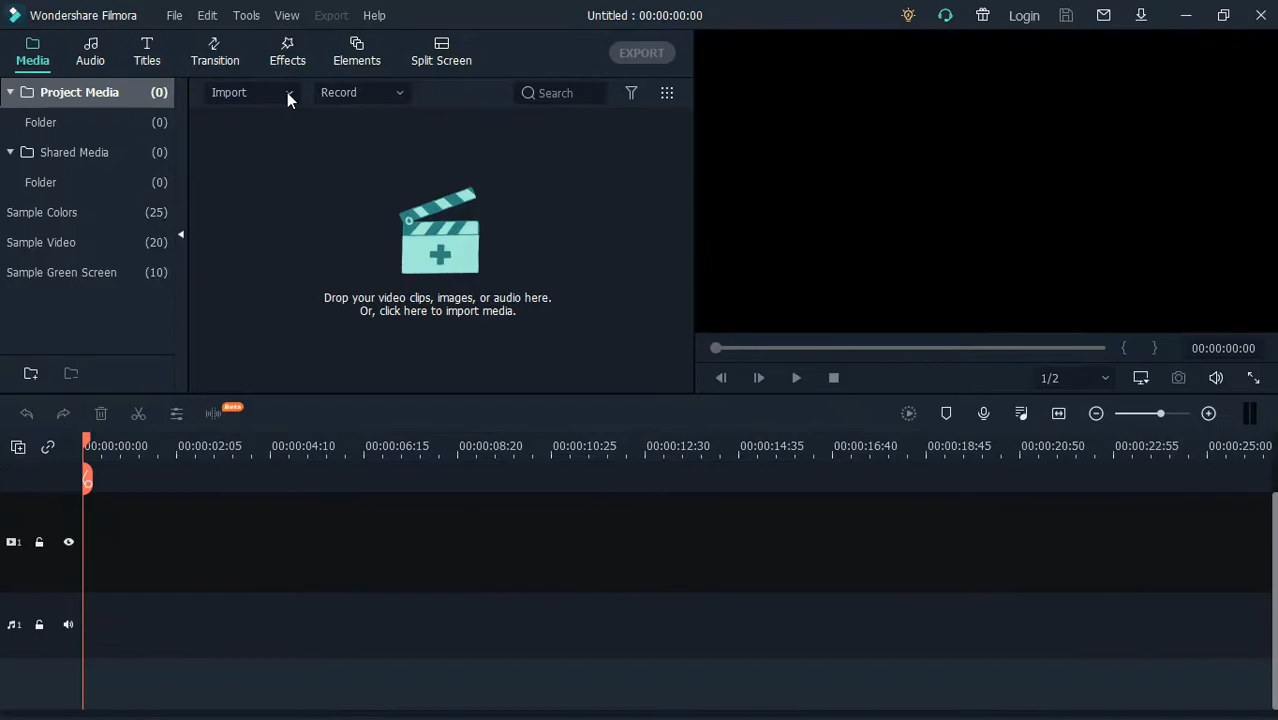 Wondershare Filmora File Edit Tools View Export Help Untitled : 00:00:00:00 Login
Media Audio Titles Transition Effects Elements Split Screen EXPORT
Project Media (0)
Folder (0)
Shared Media (0)
Folder (0)
Sample Colors (25)
Sample Video (20)
Sample Green Screen (10)
Import Record Search
Drop your video clips, images, or audio here.
Or, click here to import media.
{ } 00:00:00:00
1/2
Beta
00:00:00:00 00:00:02:05 00:00:04:10 00:00:06:15 00:00:08:20 00:00:10:25 00:00:12:30 00:00:14:35 00:00:16:40 00:00:18:45 00:00:20:50 00:00:22:55 00:00:25:00
1
1